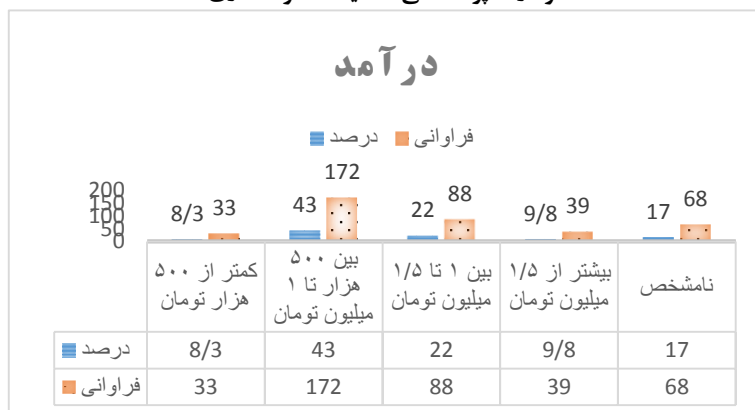 درآمد
درصد
فراوانی
200
150
100
50
0
8/3 33
43 172
22 88
9/8 39
17 68
کمتر از ۵۰۰
هزار تومان
بین ۵۰۰
هزار تا ۱
میلیون تومان
بین ۱ تا ۱/۵
میلیون تومان
بیشتر از ۱/۵
میلیون تومان
نامشخص
درصد 8/3 43 22 9/8 17
فراوانی 33 172 88 39 68